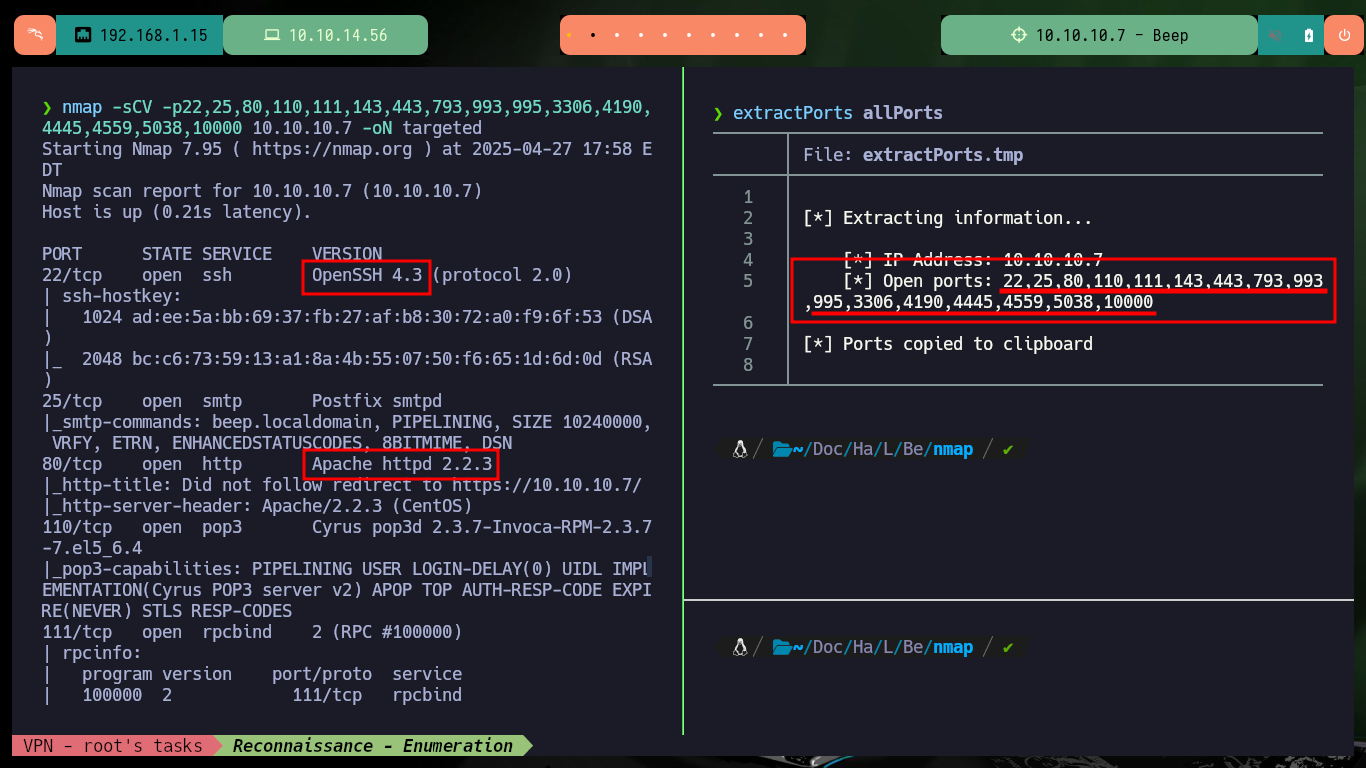 192.168.1.15
10.10.14.56
10.10.10.7 - Beep
❯ nmap -sCV -p22,25,80,110,111,143,443,793,993,995,3306,4190,
4445,4559,5038,10000 10.10.10.7 -oN targeted
Starting Nmap 7.95 ( https://nmap.org ) at 2025-04-27 17:58 E
DT
Nmap scan report for 10.10.10.7 (10.10.10.7)
Host is up (0.21s latency).
PORT      STATE SERVICE    VERSION
22/tcp    open  ssh        OpenSSH 4.3 (protocol 2.0)
| ssh-hostkey:
|   1024 ad:ee:5a:bb:69:37:fb:27:af:b8:30:72:a0:f9:6f:53 (DSA
)
|_  2048 bc:c6:73:59:13:a1:8a:4b:55:07:50:f6:65:1d:6d:0d (RSA
)
25/tcp    open  smtp       Postfix smtpd
|_smtp-commands: beep.localdomain, PIPELINING, SIZE 10240000,
 VRFY, ETRN, ENHANCEDSTATUSCODES, 8BITMIME, DSN
80/tcp    open  http       Apache httpd 2.2.3
|_http-title: Did not follow redirect to https://10.10.10.7/
|_http-server-header: Apache/2.2.3 (CentOS)
110/tcp   open  pop3       Cyrus pop3d 2.3.7-Invoca-RPM-2.3.7
-7.el5_6.4
|_pop3-capabilities: PIPELINING USER LOGIN-DELAY(0) UIDL IMPL
EMENTATION(Cyrus POP3 server v2) APOP TOP AUTH-RESP-CODE EXPI
RE(NEVER) STLS RESP-CODES
111/tcp   open  rpcbind    2 (RPC #100000)
| rpcinfo:
|   program version    port/proto  service
|   100000  2            111/tcp   rpcbind
❯ extractPorts allPorts
File: extractPorts.tmp
1
2 [*] Extracting information...
3
4     [*] IP Address: 10.10.10.7
5     [*] Open ports: 22,25,80,110,111,143,443,793,993
,995,3306,4190,4445,4559,5038,10000
6
7 [*] Ports copied to clipboard
8
~/Doc/Ha/L/Be/nmap / ✔
~/Doc/Ha/L/Be/nmap / ✔
VPN - root's tasks
Reconnaissance - Enumeration